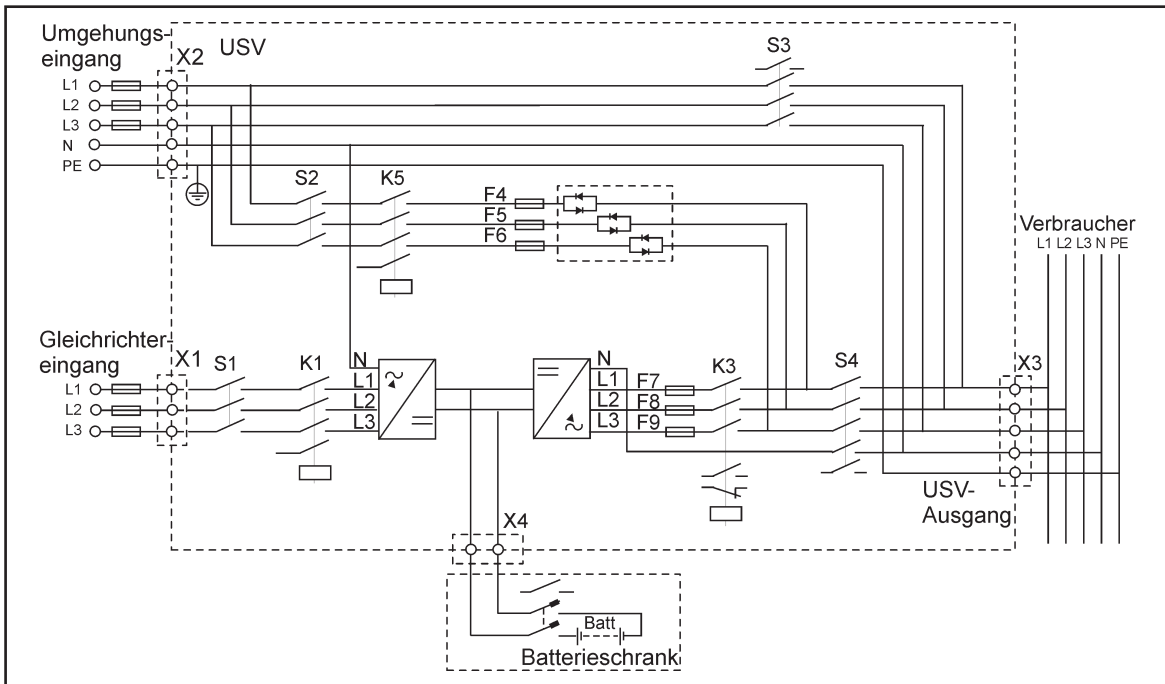 Umgehungs-
eingang
X2
USV
S3
L1
L2
L3
N
PE
S2
K5
F4
F5
F6
Verbraucher
L1 L2 L3 N PE
Gleichrichter-
eingang
X1
S1
K1
N
L1
L2
L3
N
L1
L2
L3
F7
F8
F9
K3
S4
X3
L1
L2
L3
USV-
Ausgang
X4
Batt
Batterieschrank